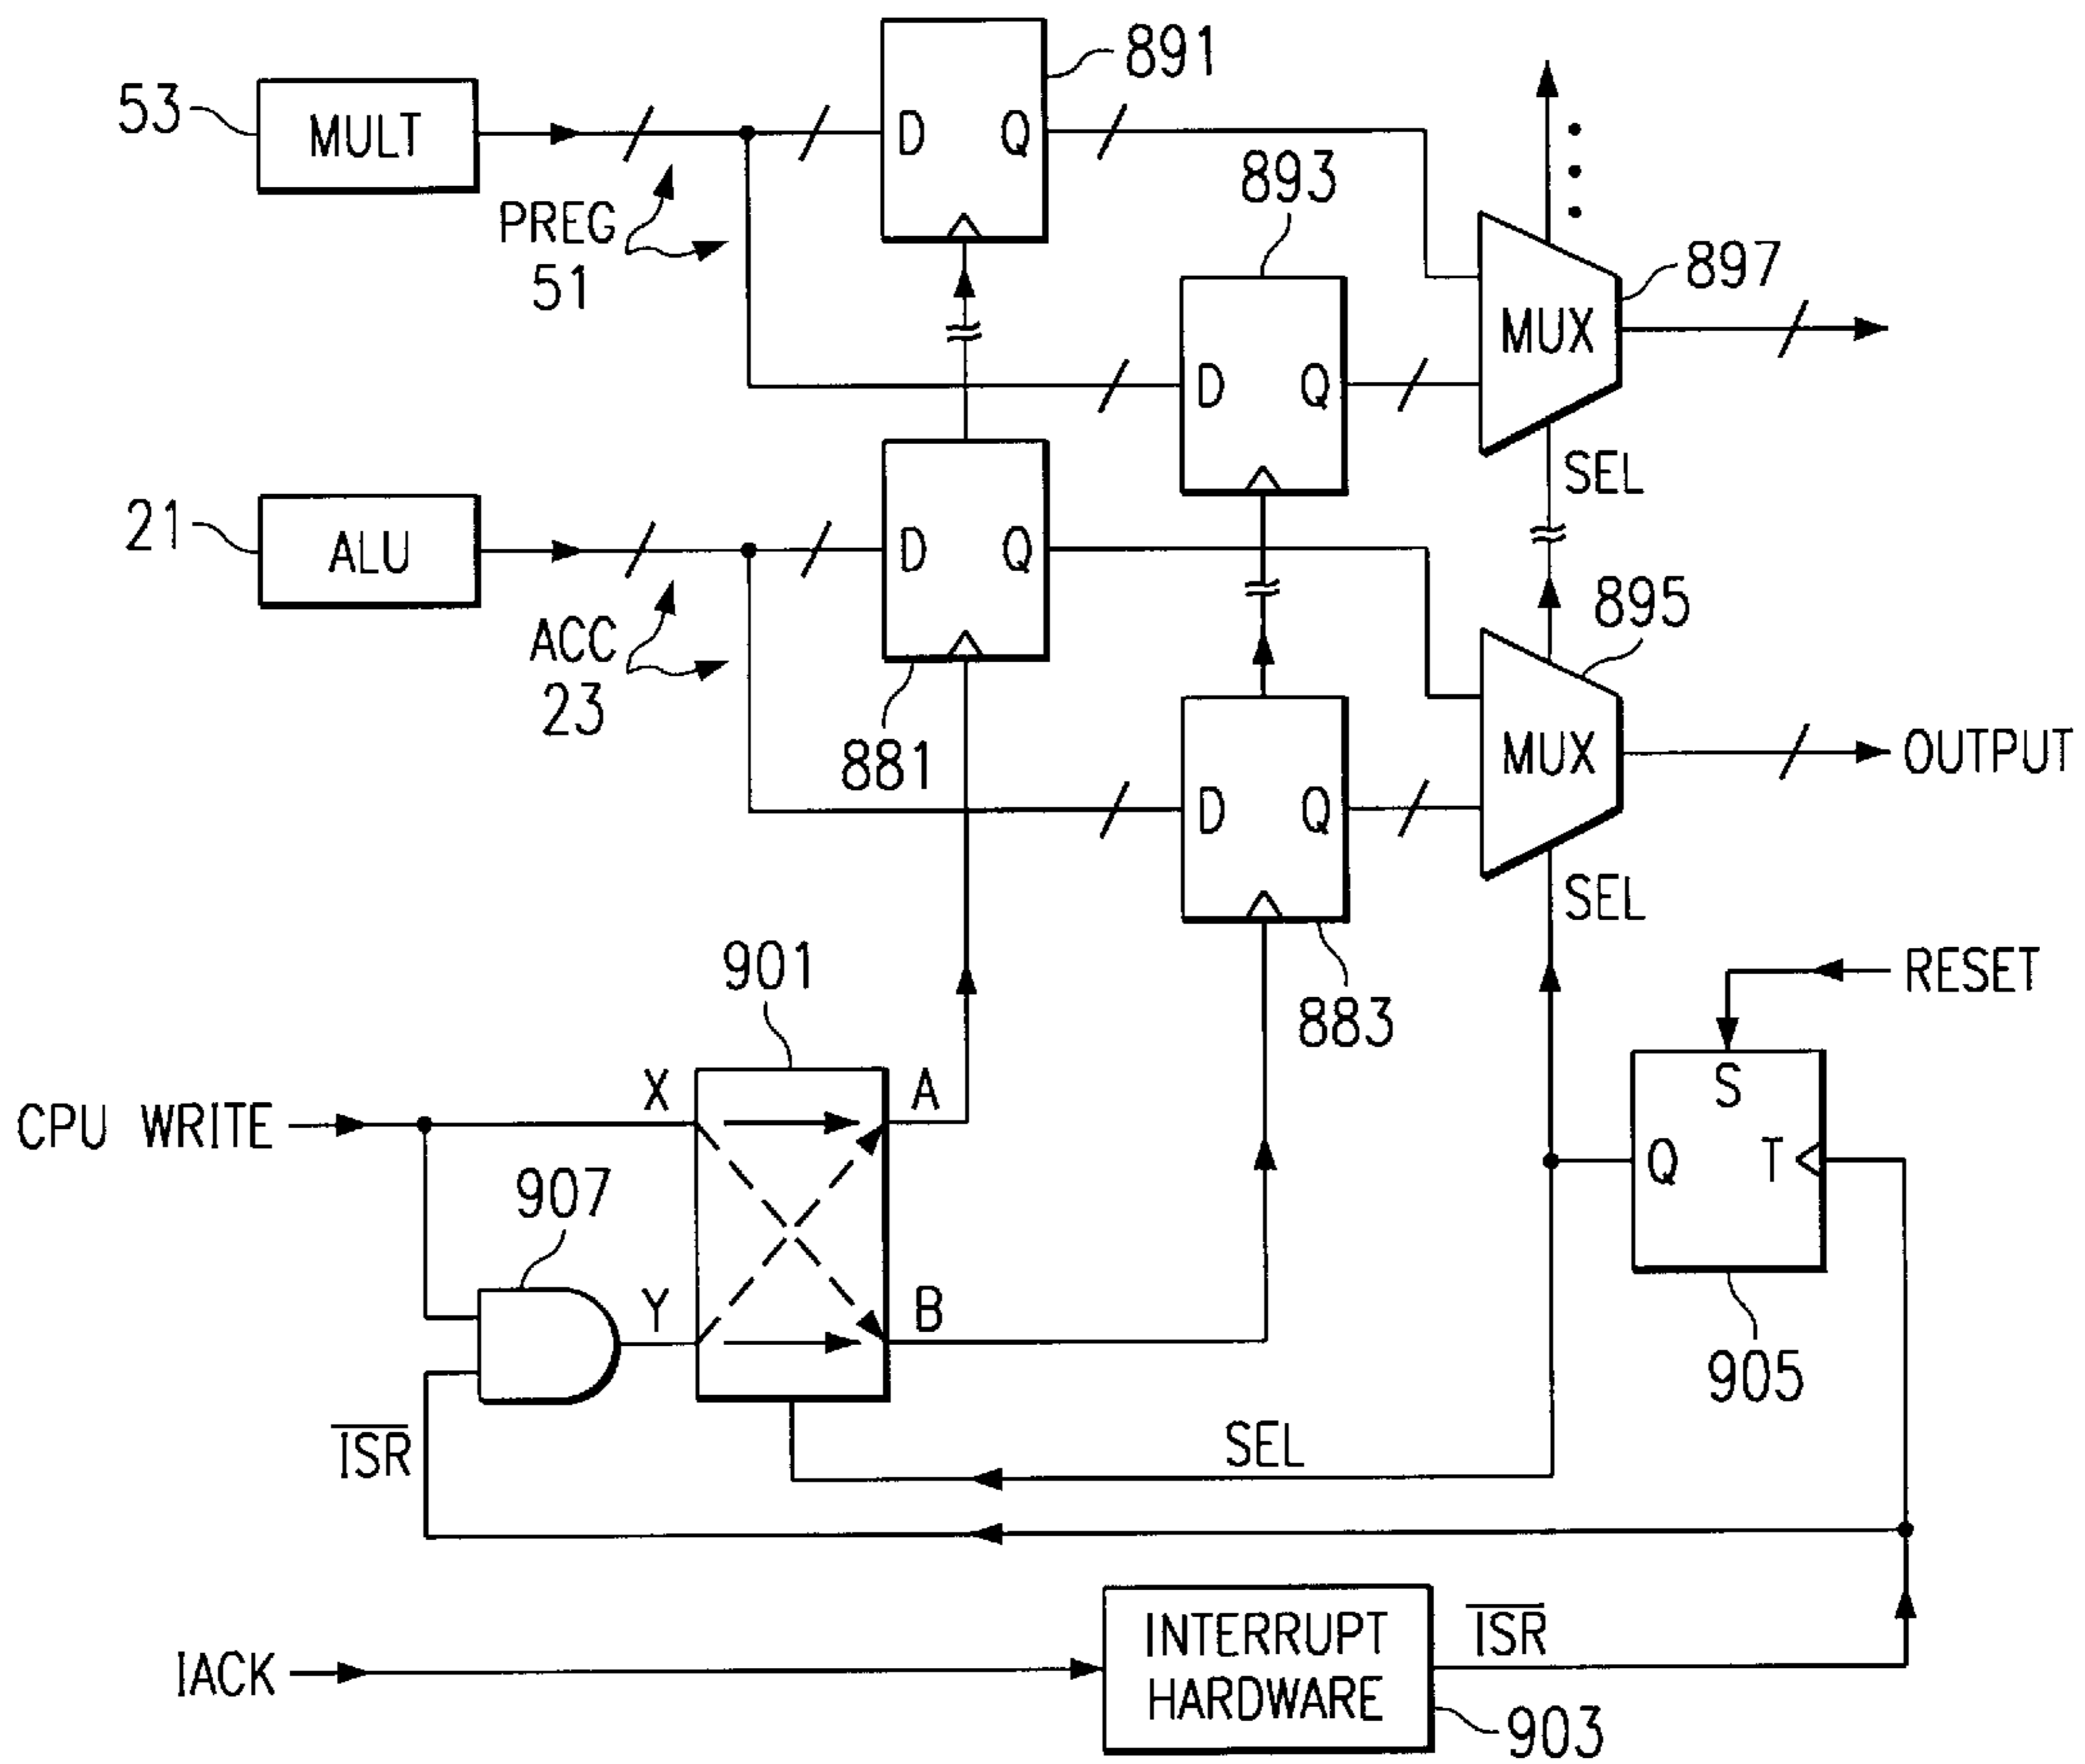 891
53
MULT
D
Q
893
PREG
51
897
MUX
D
Q
SEL
21
ALU
D
Q
895
ACC
23
881
MUX
OUTPUT
D
Q
SEL
901
RESET
883
CPU WRITE
X
A
S
Q
T
907
Y
B
905
ISR
SEL
IACK
INTERRUPT
HARDWARE
ISR
903